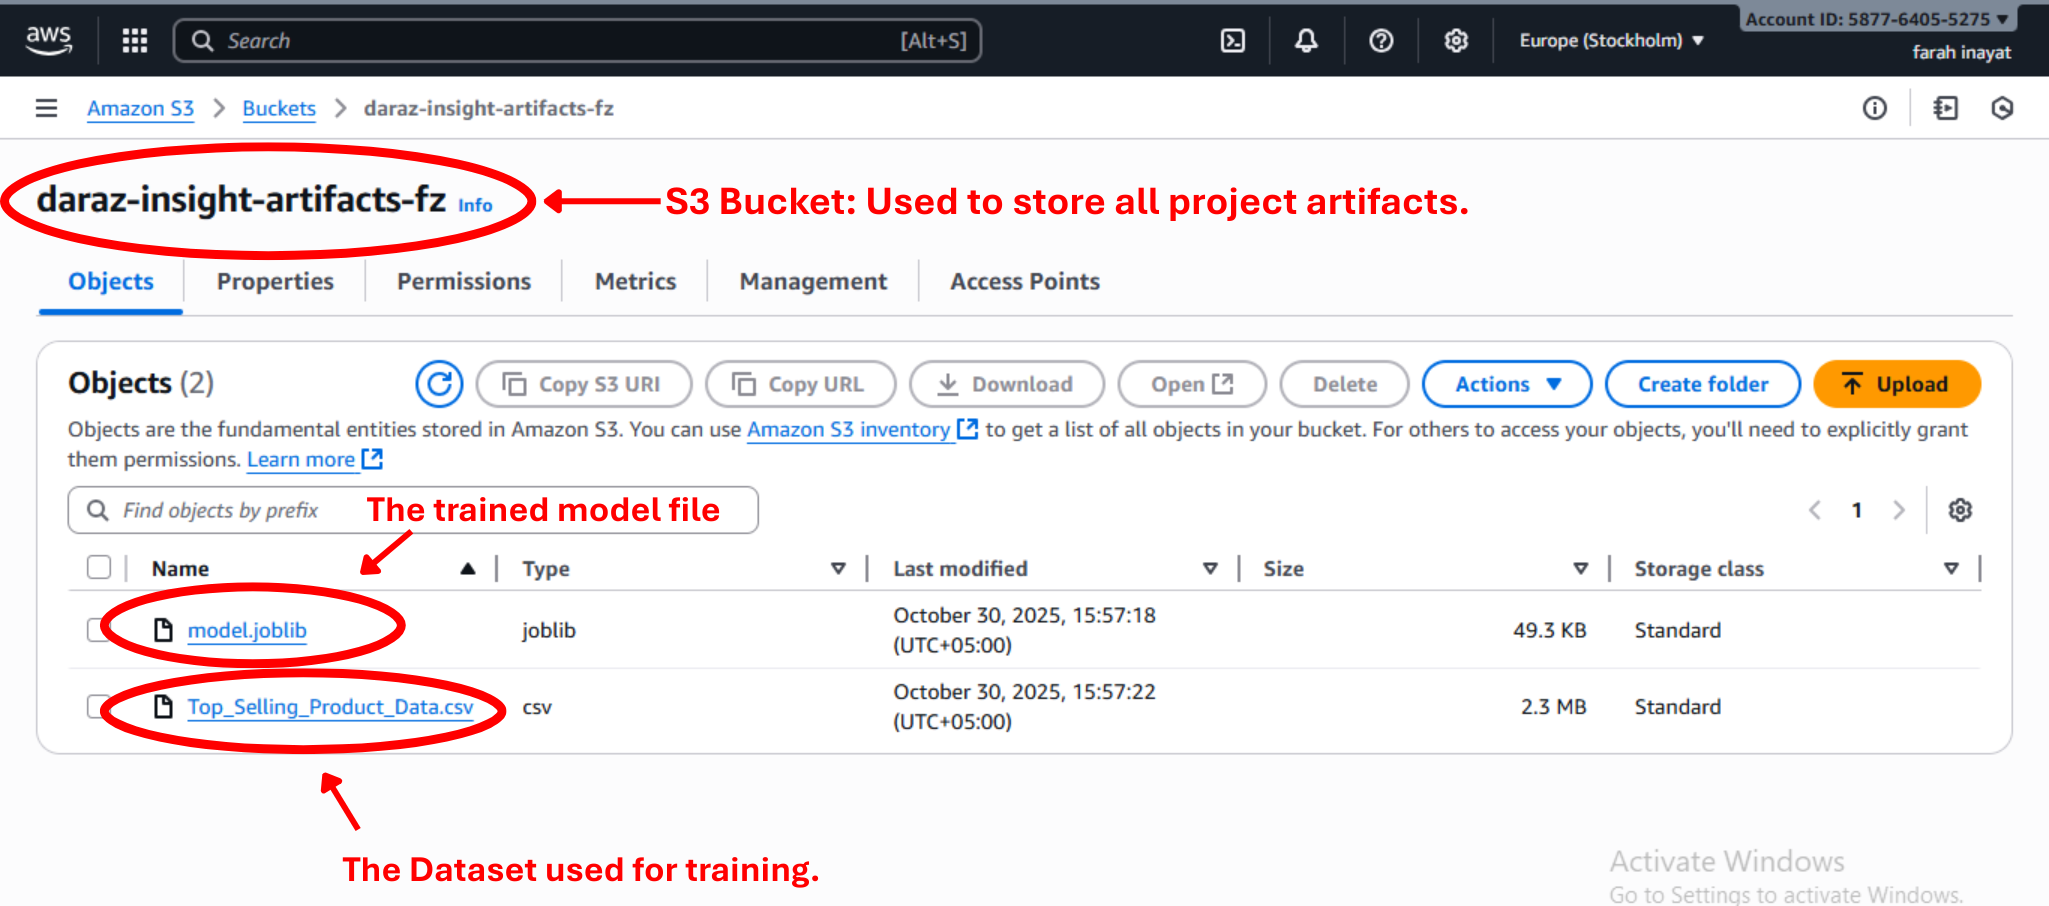 Account ID: 5877-6405-5275 ▼
aws Search [Alt+S] Europe (Stockholm) ▼
farah inayat
Amazon S3 > Buckets > daraz-insight-artifacts-fz
daraz-insight-artifacts-fz Info S3 Bucket: Used to store all project artifacts.
Objects Properties Permissions Metrics Management Access Points
Objects (2) Copy S3 URI Copy URL Download Open Delete Actions ▼ Create folder Upload
Objects are the fundamental entities stored in Amazon S3. You can use Amazon S3 inventory to get a list of all objects in your bucket. For others to access your objects, you'll need to explicitly grant
them permissions. Learn more
Find objects by prefix The trained model file < 1 >
Name Type Last modified Size Storage class
model.joblib joblib October 30, 2025, 15:57:18 49.3 KB Standard
(UTC+05:00)
Top_Selling_Product_Data.csv csv October 30, 2025, 15:57:22 2.3 MB Standard
(UTC+05:00)
The Dataset used for training.
Activate Windows
Go to Settings to activate Windows.